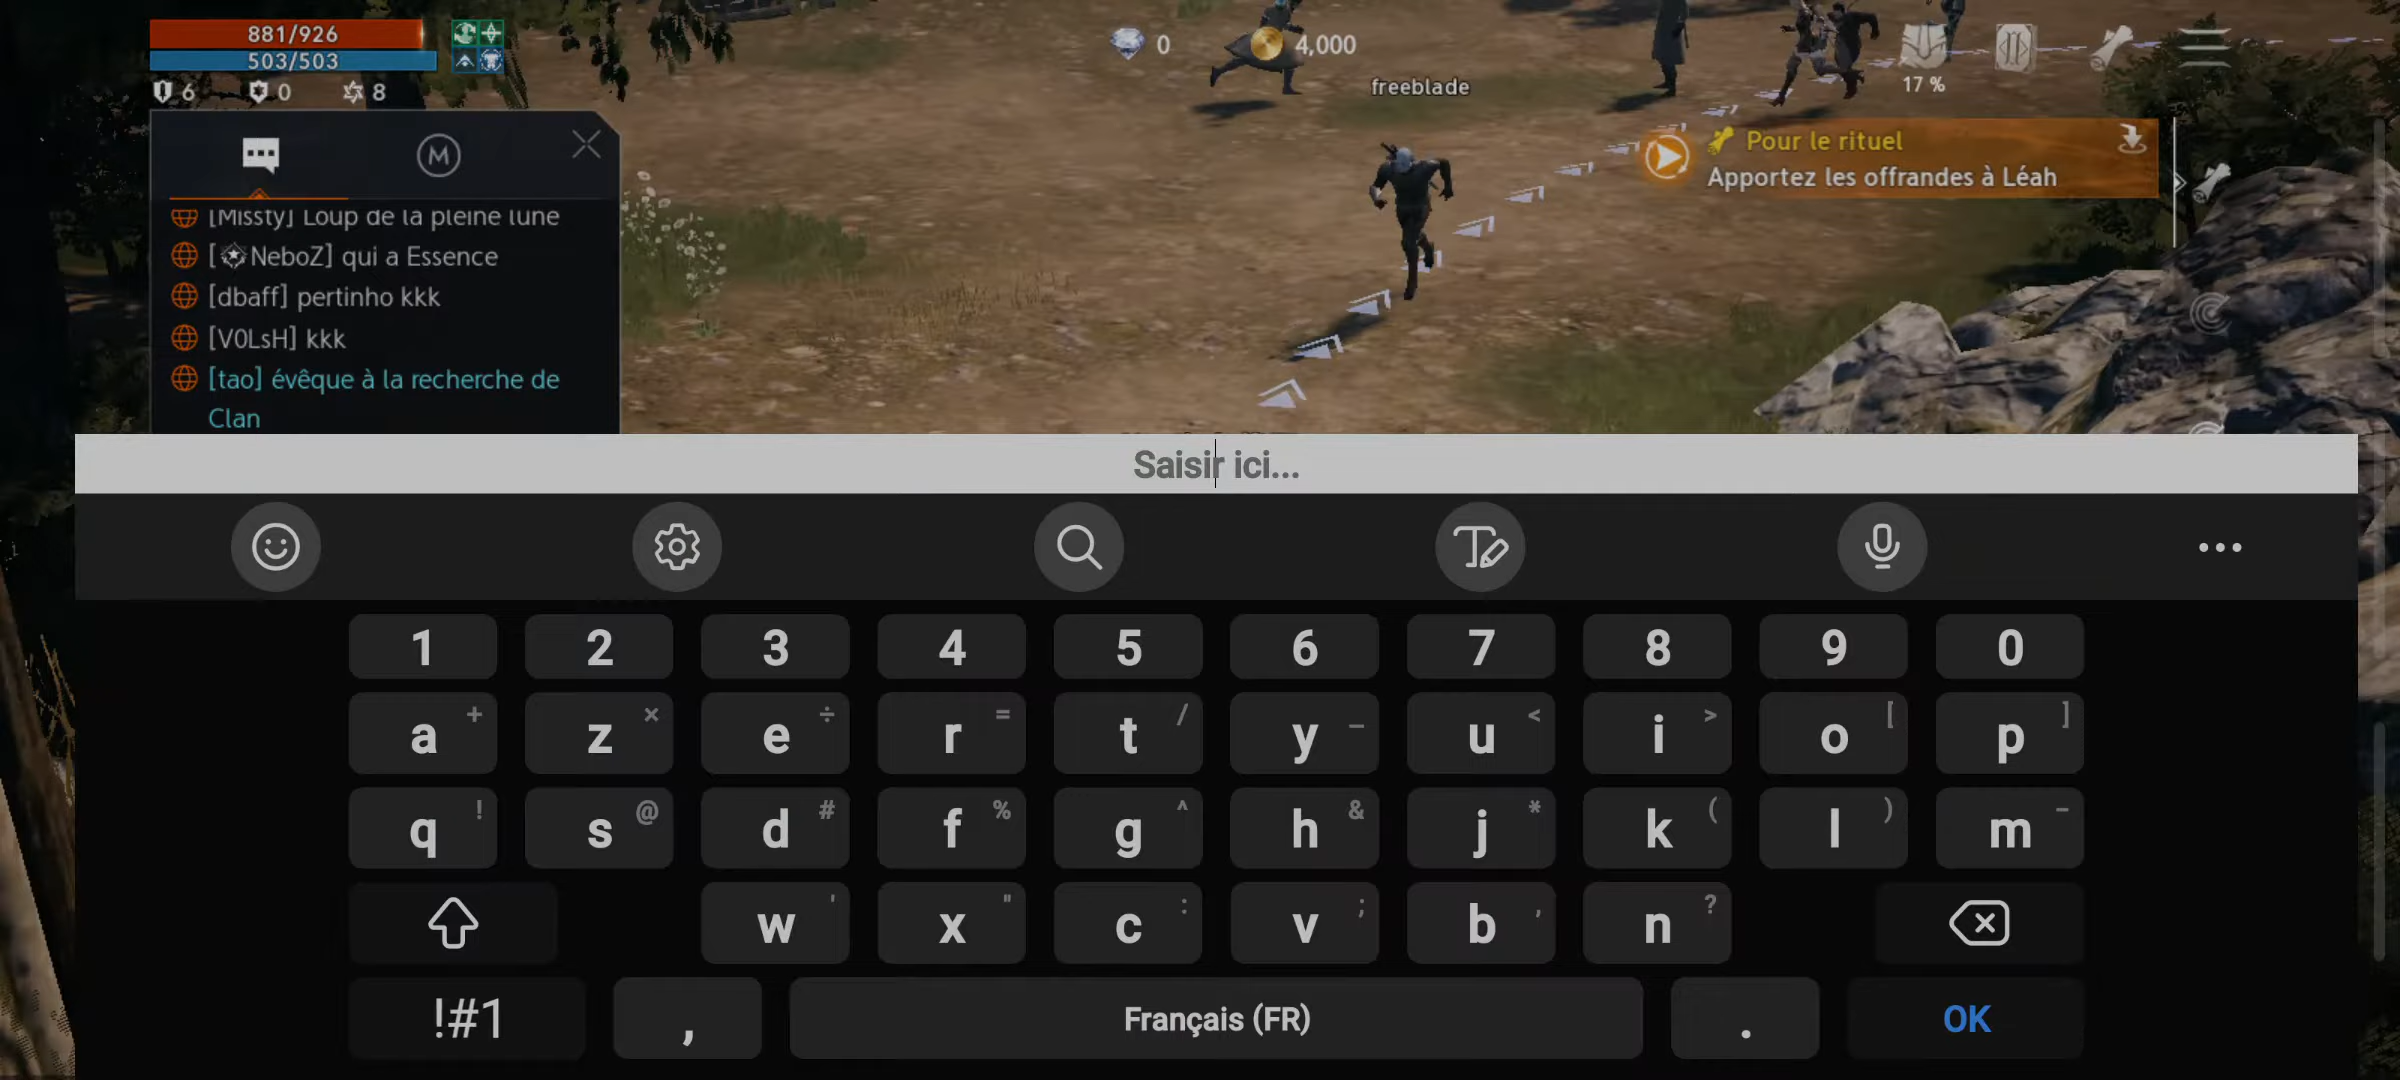 881/926
503/503
6 0 8
0 4,000
17 %
freeblade
M
Pour le rituel
Apportez les offrandes à Léah
[Missty] Loup de la pleine lune
[NeboZ] qui a Essence
[dbaff] pertinho kkk
[V0LsH] kkk
[tao] évêque à la recherche de
Clan
Saisir ici...
1 2 3 4 5 6 7 8 9 0
a + z × e ÷ r = t / y _ u < i > o [ p ]
q ! s @ d # f % g ^ h & j * k ( l ) m -
w ' x " c : v ; b , n ?
!#1 , Français (FR) . OK